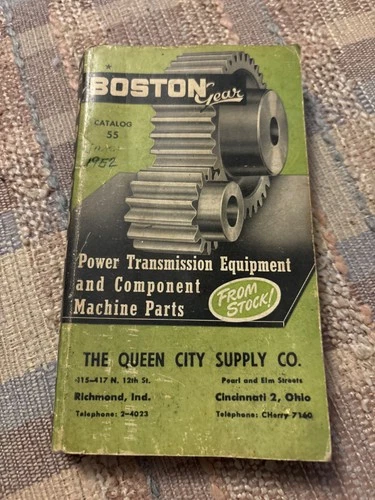 BOSTON Gear
CATALOG
55
1952
Power Transmission Equipment
and Component
Machine Parts
FROM
STOCK!
THE QUEEN CITY SUPPLY CO.
415-417 N. 12th St.
Pearl and Elm Streets
Richmond, Ind.
Cincinnati 2, Ohio
Telephone: 2-4023
Telephone: CHerry 7160